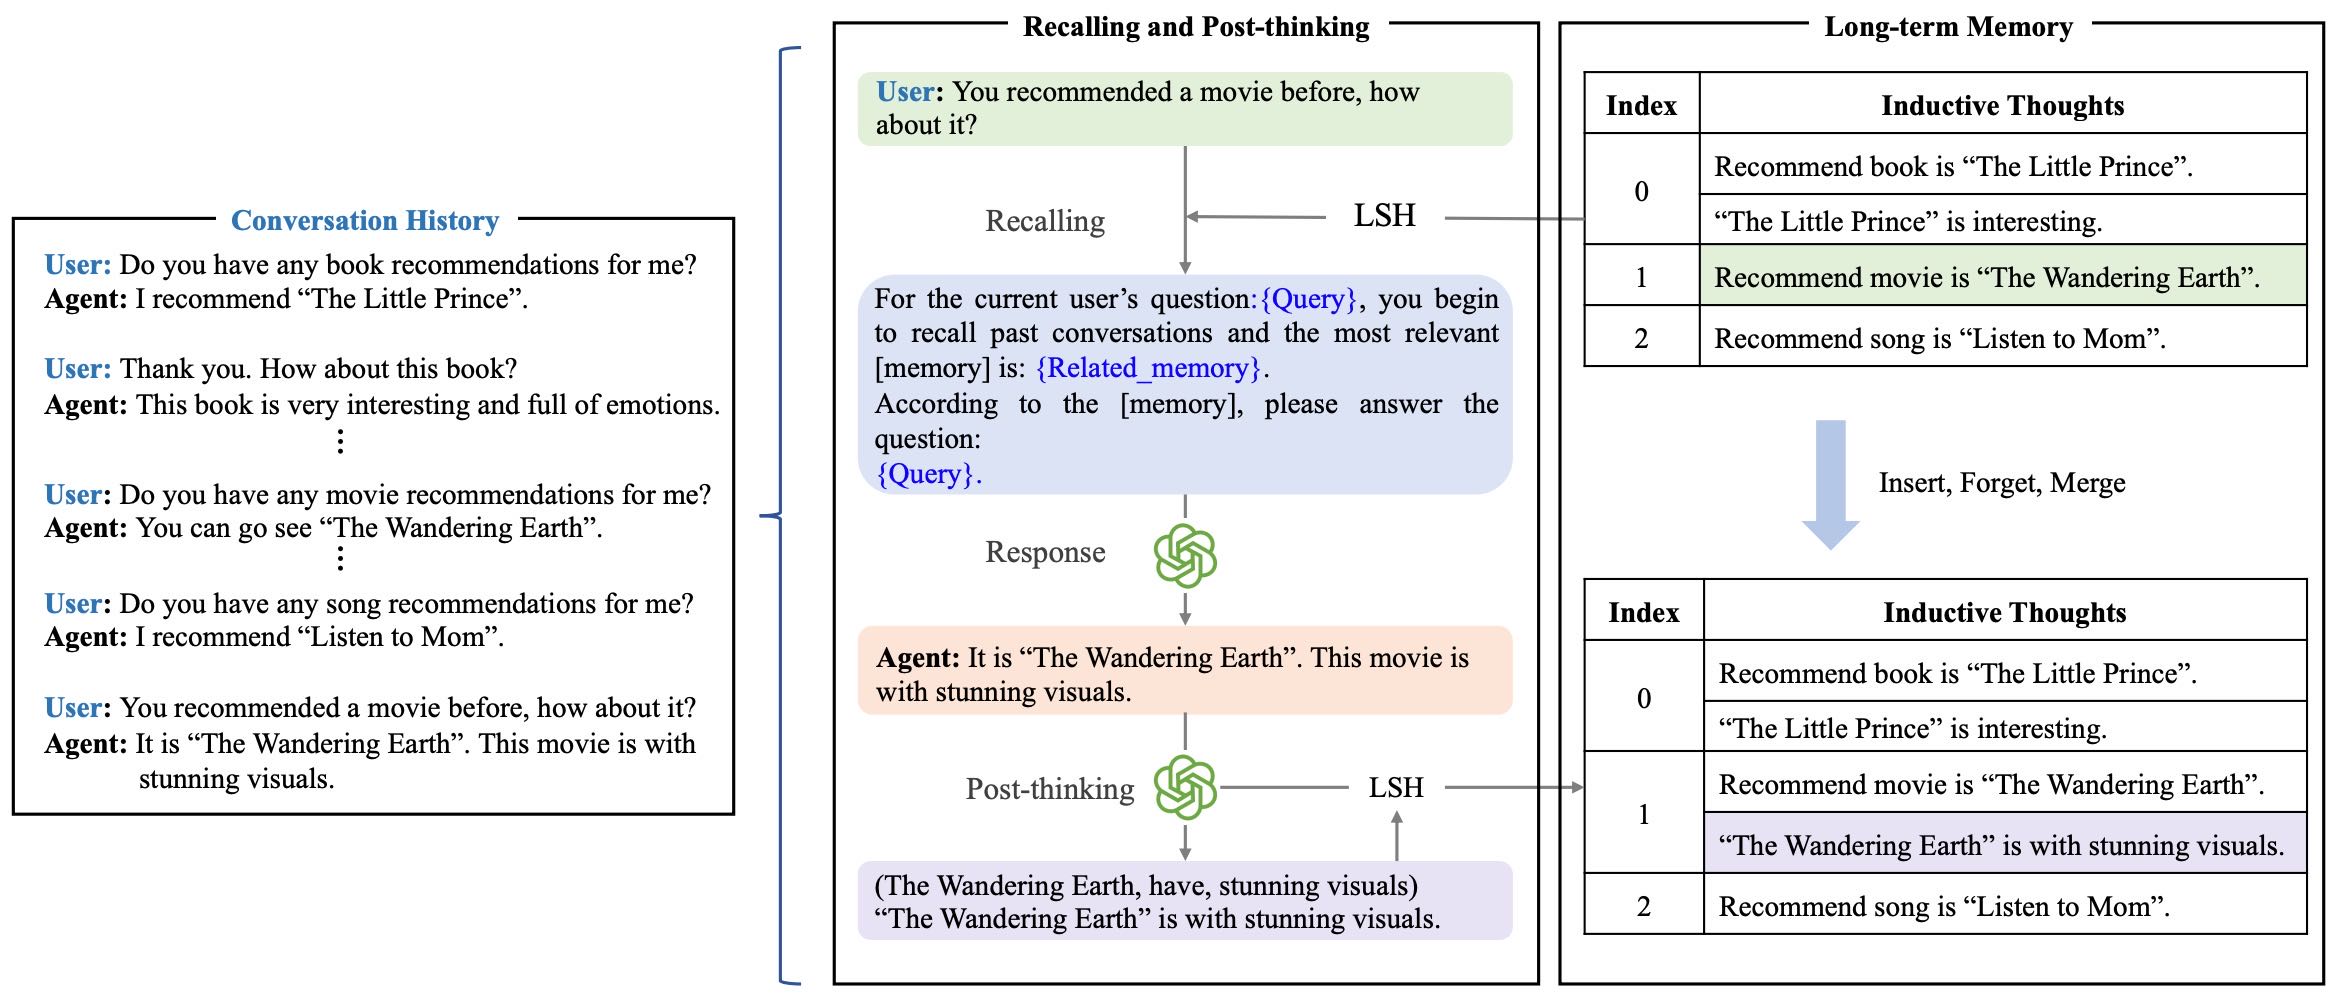 Conversation History
User: Do you have any book recommendations for me?
Agent: I recommend “The Little Prince”.
User: Thank you. How about this book?
Agent: This book is very interesting and full of emotions.
User: Do you have any movie recommendations for me?
Agent: You can go see “The Wandering Earth”.
User: Do you have any song recommendations for me?
Agent: I recommend “Listen to Mom”.
User: You recommended a movie before, how about it?
Agent: It is “The Wandering Earth”. This movie is with
stunning visuals.
Recalling and Post-thinking
User: You recommended a movie before, how
about it?
Recalling
LSH
For the current user’s question:{Query}, you begin
to recall past conversations and the most relevant
[memory] is: {Related_memory}.
According to the [memory], please answer the
question:
{Query}.
Response
Agent: It is “The Wandering Earth”. This movie is
with stunning visuals.
Post-thinking
LSH
(The Wandering Earth, have, stunning visuals)
“The Wandering Earth” is with stunning visuals.
Long-term Memory
Index Inductive Thoughts
0
Recommend book is “The Little Prince”.
“The Little Prince” is interesting.
1 Recommend movie is “The Wandering Earth”.
2 Recommend song is “Listen to Mom”.
Insert, Forget, Merge
Index Inductive Thoughts
0
Recommend book is “The Little Prince”.
“The Little Prince” is interesting.
1
Recommend movie is “The Wandering Earth”.
“The Wandering Earth” is with stunning visuals.
2 Recommend song is “Listen to Mom”.